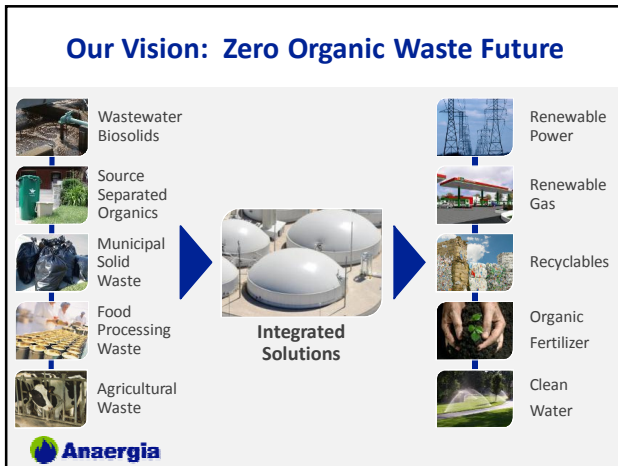 Our Vision:  Zero Organic Waste Future
Wastewater
Biosolids
Source
Separated
Organics
Municipal
Solid
Waste
Food
Processing
Waste
Agricultural
Waste
Integrated
Solutions
Renewable
Power
Renewable
Gas
Recyclables
Organic
Fertilizer
Clean
Water
Anaergia